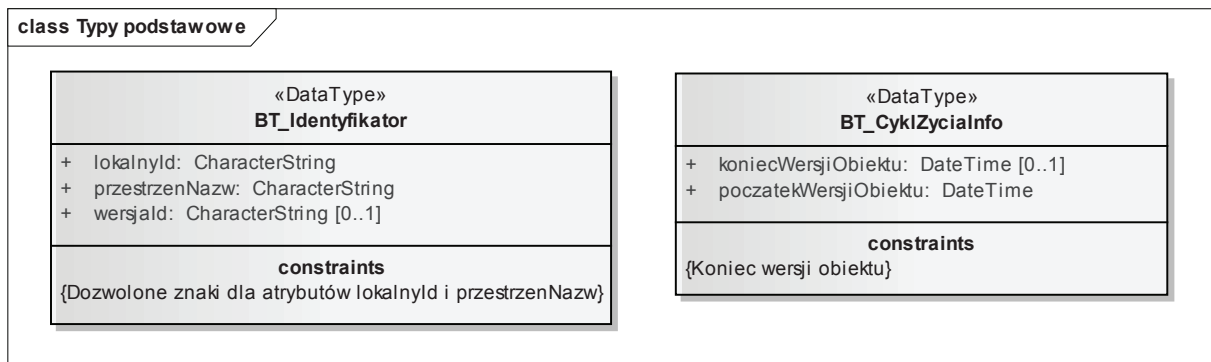 class Typy podstawowe
«DataType»
BT_Identyfikator
+ lokalnyId: CharacterString
+ przestrzenNazw: CharacterString
+ wersjaId: CharacterString [0..1]
constraints
{Dozwolone znaki dla atrybutów lokalnyId i przestrzenNazw}
«DataType»
BT_CyklZyciaInfo
+ koniecWersjiObiektu: DateTime [0..1]
+ poczatekWersjiObiektu: DateTime
constraints
{Koniec wersji obiektu}